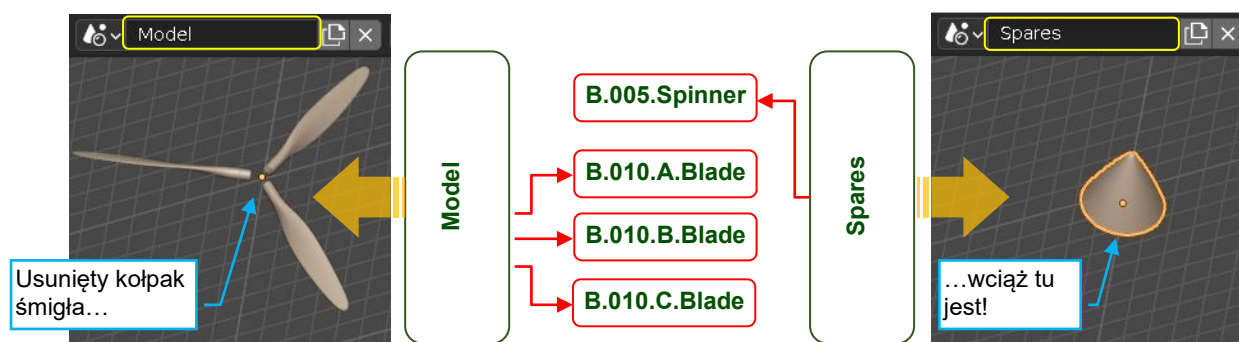 Model
Spares
B.005.Spinner
B.010.A.Blade
B.010.B.Blade
B.010.C.Blade
Model
Spares
Usunięty kołpak
śmigła…
…wciąż tu
jest!